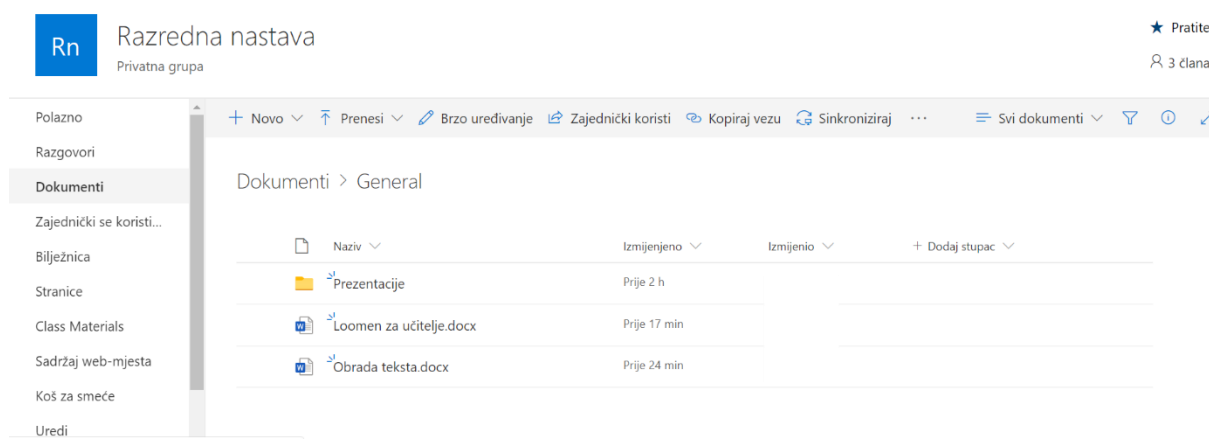 Rn
Razredna nastava
Privatna grupa
Pratite
3 člana
Polazno
Razgovori
Dokumenti
Zajednički se koristi...
Bilježnica
Stranice
Class Materials
Sadržaj web-mjesta
Koš za smeće
Uredi
+ Novo Prenesi Brzo uređivanje Zajednički koristi Kopiraj vezu Sinkroniziraj ... Svi dokumenti
Dokumenti > General
Naziv Izmijenjeno Izmijenio + Dodaj stupac
Prezentacije Prije 2 h
Loomen za učitelje.docx Prije 17 min
Obrada teksta.docx Prije 24 min